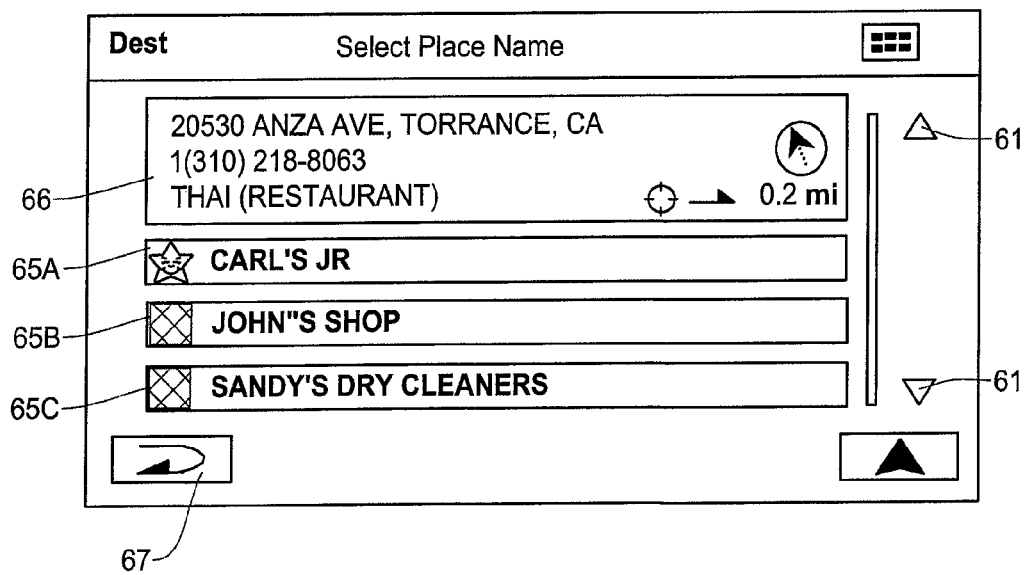 Dest Select Place Name
20530 ANZA AVE, TORRANCE, CA
61
1(310) 218-8063
66 THAI (RESTAURANT) 0.2 mi
65A CARL'S JR
65B JOHN"S SHOP
65C SANDY'S DRY CLEANERS 61
67